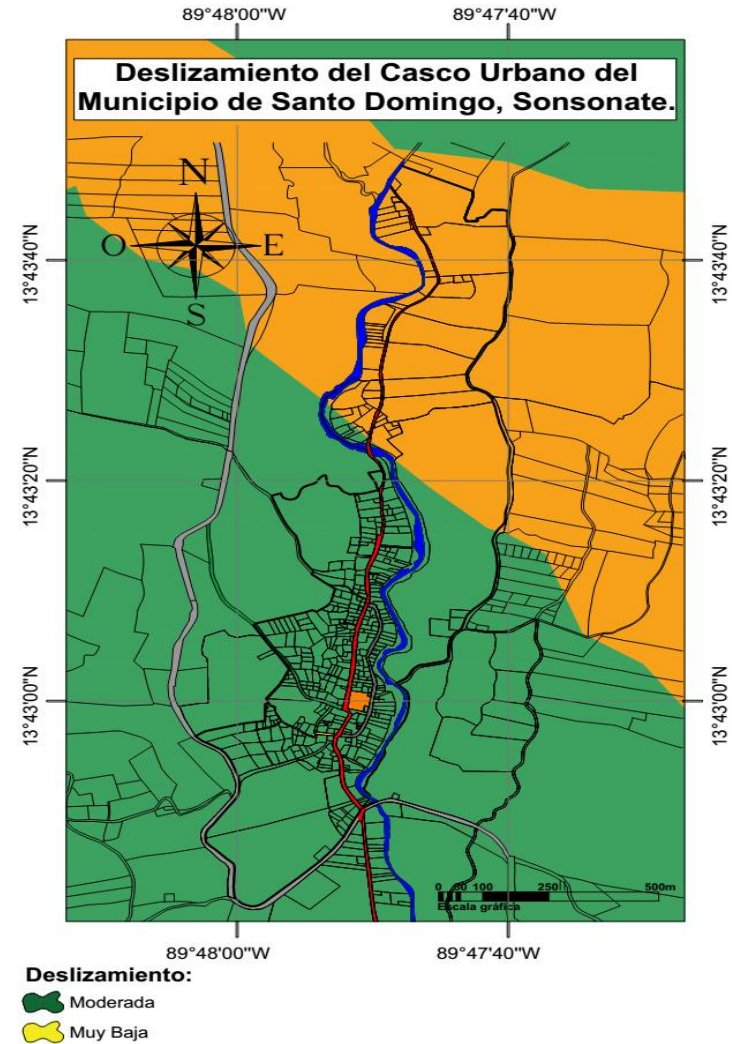 89°48'00"W
89°47'40"W
Deslizamiento del Casco Urbano del
Municipio de Santo Domingo, Sonsonate.
N
O
E
S
13°43'40"N
13°43'40"N
13°43'20"N
13°43'20"N
13°43'00"N
13°43'00"N
0 50 100 250 500m
Escala gráfica
89°48'00"W
89°47'40"W
Deslizamiento:
Moderada
Muy Baja